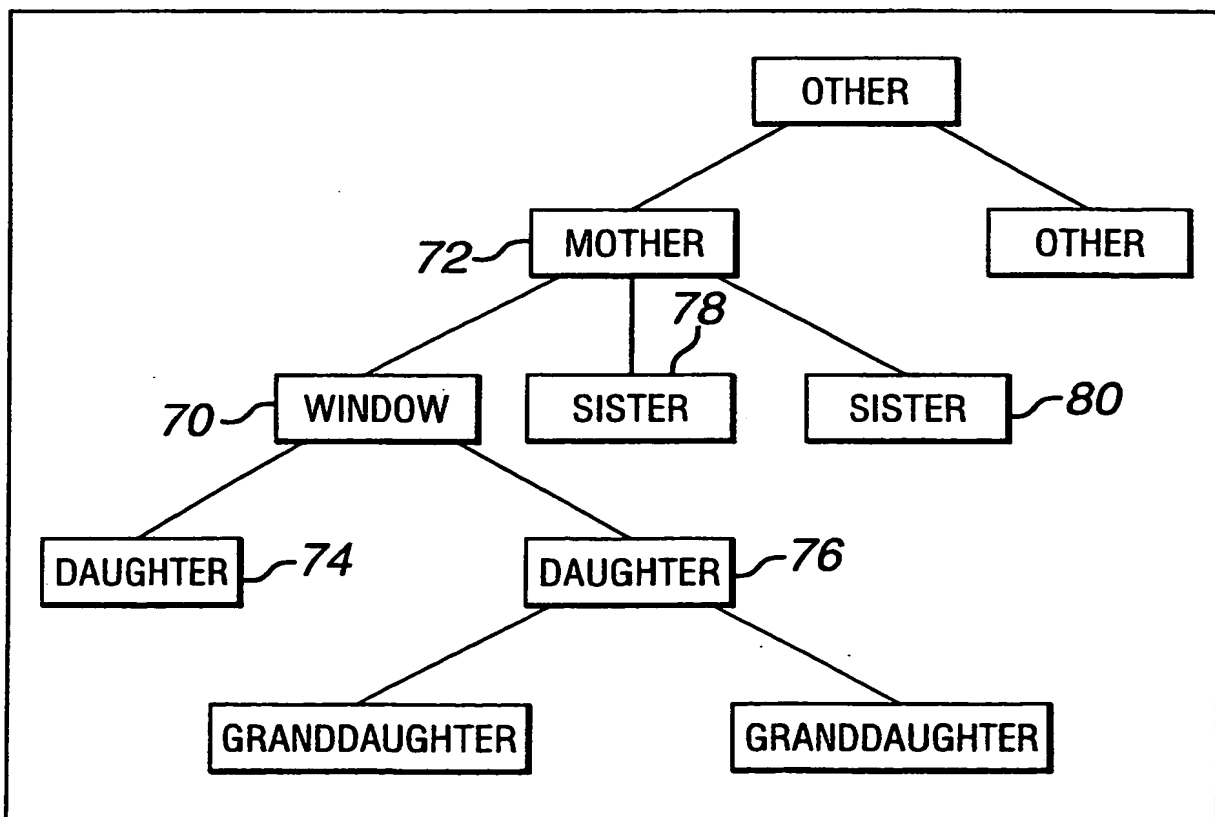 OTHER
72 MOTHER OTHER
78
70 WINDOW SISTER SISTER 80
DAUGHTER 74 DAUGHTER 76
GRANDDAUGHTER GRANDDAUGHTER